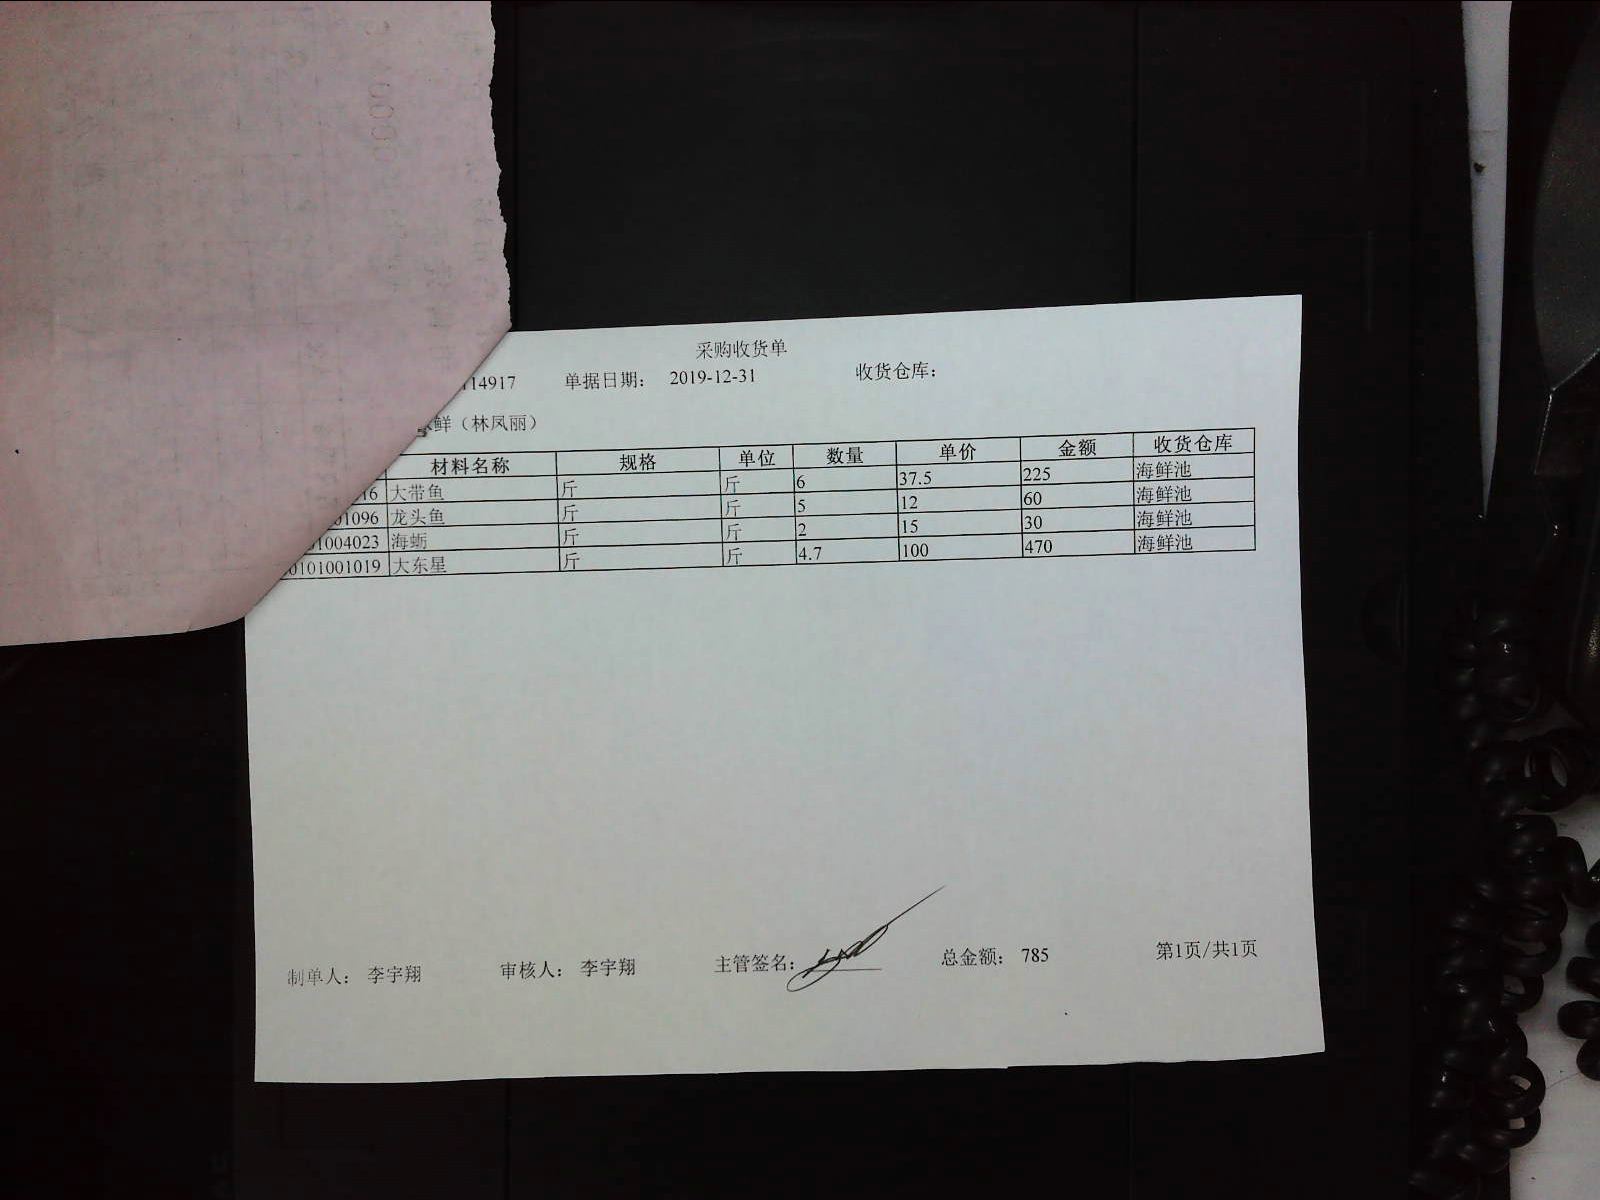 采购收货单
114917 单据日期： 2019-12-31 收货仓库：
鲜（林凤丽）
材料名称 规格 单位 数量 单价 金额 收货仓库
216 大带鱼 斤 斤 6 37.5 225 海鲜池
01096 龙头鱼 斤 斤 5 12 60 海鲜池
01004023 海蛎 斤 斤 2 15 30 海鲜池
0101001019 大东星 斤 斤 4.7 100 470 海鲜池
制单人： 李宇翔 审核人： 李宇翔 主管签名： 总金额： 785 第1页/共1页